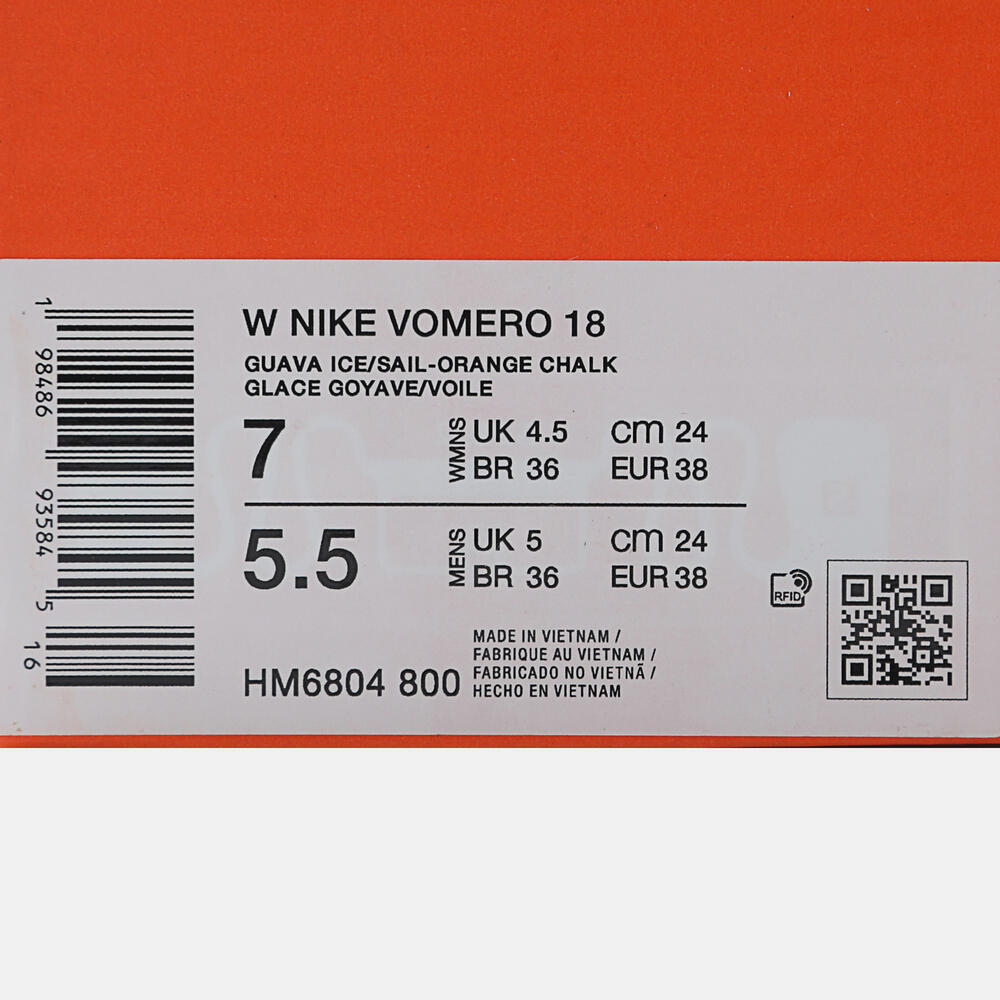 W NIKE VOMERO 18
GUAVA ICE/SAIL-ORANGE CHALK
GLACE GOYAVE/VOILE
7
WMNS
UK 4.5 cm 24
BR 36 EUR 38
5.5
MENS
UK 5 cm 24
BR 36 EUR 38
HM6804 800
MADE IN VIETNAM /
FABRIQUE AU VIETNAM /
FABRICADO NO VIETNÃ /
HECHO EN VIETNAM
RFID
1 98486 93584 5 16